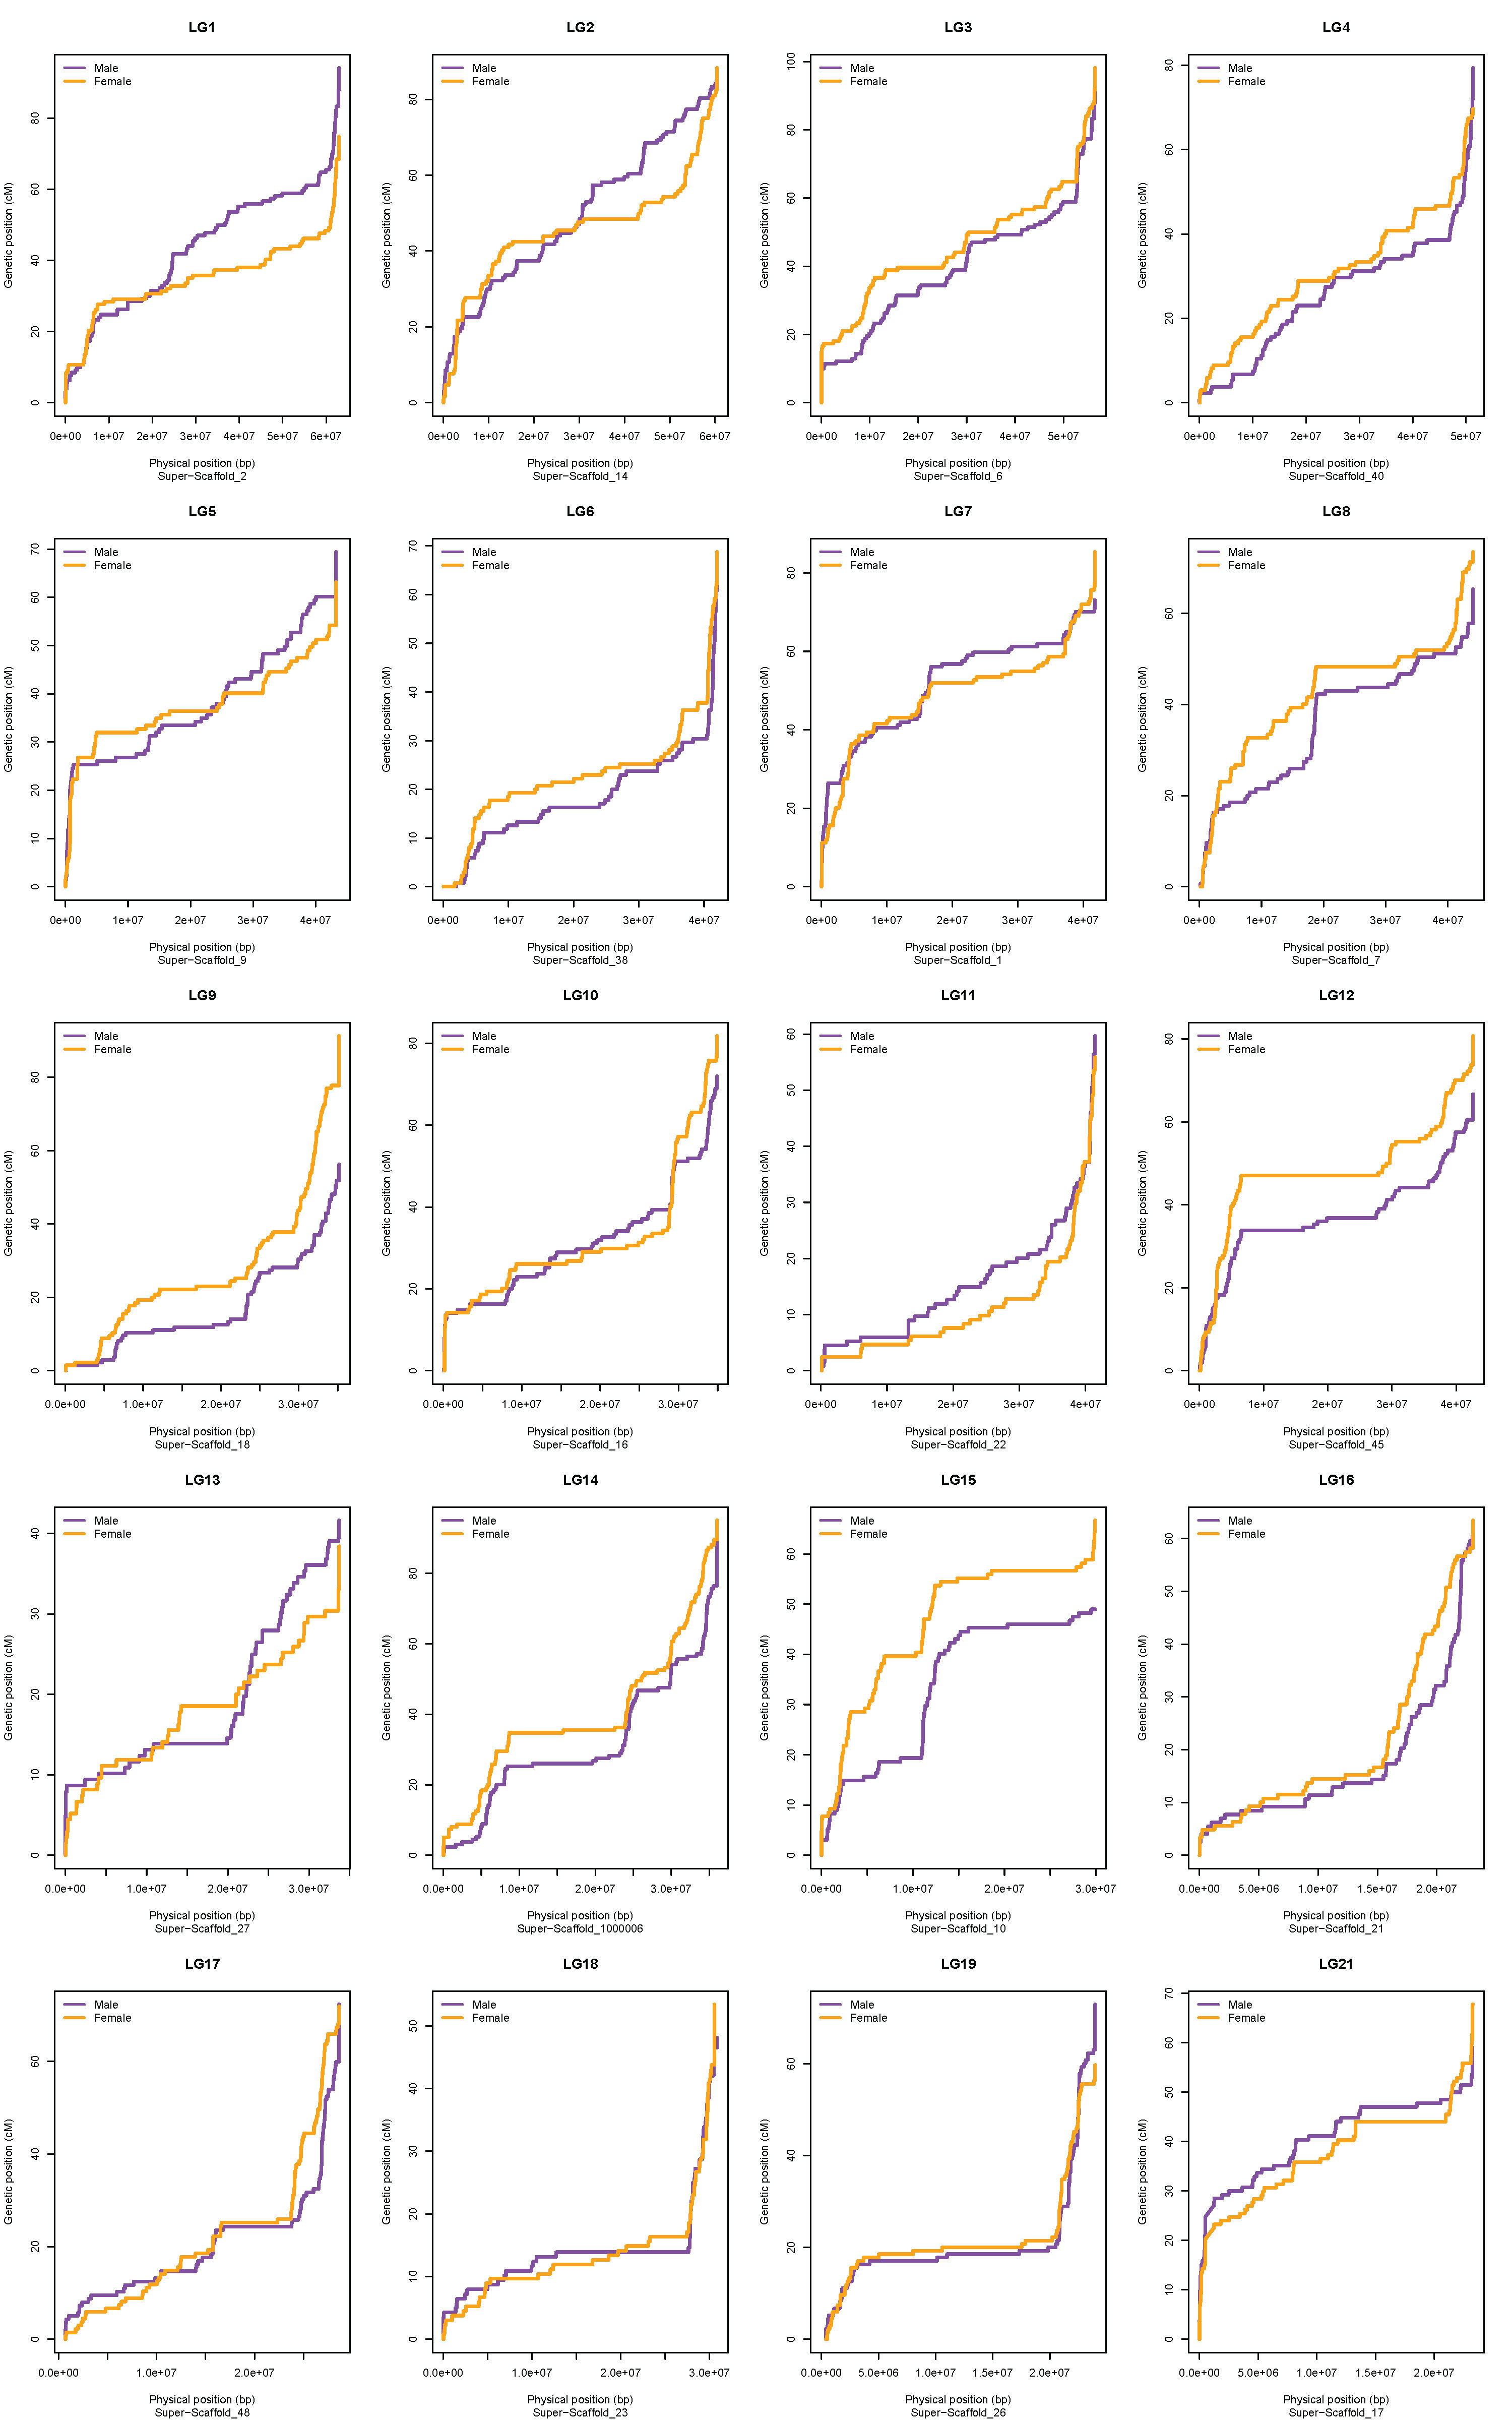 LG1
Male
Female
Genetic position (cM)
0 20 40 60 80
0e+00 1e+07 2e+07 3e+07 4e+07 5e+07 6e+07
Physical position (bp)
Super-Scaffold_2
LG2
Male
Female
Genetic position (cM)
0 20 40 60 80
0e+00 1e+07 2e+07 3e+07 4e+07 5e+07 6e+07
Physical position (bp)
Super-Scaffold_14
LG3
Male
Female
Genetic position (cM)
0 20 40 60 80 100
0e+00 1e+07 2e+07 3e+07 4e+07 5e+07
Physical position (bp)
Super-Scaffold_6
LG4
Male
Female
Genetic position (cM)
0 20 40 60 80
0e+00 1e+07 2e+07 3e+07 4e+07 5e+07
Physical position (bp)
Super-Scaffold_40
LG5
Male
Female
Genetic position (cM)
0 10 20 30 40 50 60 70
0e+00 1e+07 2e+07 3e+07 4e+07
Physical position (bp)
Super-Scaffold_9
LG6
Male
Female
Genetic position (cM)
0 10 20 30 40 50 60 70
0e+00 1e+07 2e+07 3e+07 4e+07
Physical position (bp)
Super-Scaffold_38
LG7
Male
Female
Genetic position (cM)
0 20 40 60 80
0e+00 1e+07 2e+07 3e+07 4e+07
Physical position (bp)
Super-Scaffold_1
LG8
Male
Female
Genetic position (cM)
0 20 40 60
0e+00 1e+07 2e+07 3e+07 4e+07
Physical position (bp)
Super-Scaffold_7
LG9
Male
Female
Genetic position (cM)
0 20 40 60 80
0.0e+00 1.0e+07 2.0e+07 3.0e+07
Physical position (bp)
Super-Scaffold_18
LG10
Male
Female
Genetic position (cM)
0 20 40 60 80
0.0e+00 1.0e+07 2.0e+07 3.0e+07
Physical position (bp)
Super-Scaffold_16
LG11
Male
Female
Genetic position (cM)
0 10 20 30 40 50 60
0e+00 1e+07 2e+07 3e+07 4e+07
Physical position (bp)
Super-Scaffold_22
LG12
Male
Female
Genetic position (cM)
0 20 40 60 80
0e+00 1e+07 2e+07 3e+07 4e+07
Physical position (bp)
Super-Scaffold_45
LG13
Male
Female
Genetic position (cM)
0 10 20 30 40
0.0e+00 1.0e+07 2.0e+07 3.0e+07
Physical position (bp)
Super-Scaffold_27
LG14
Male
Female
Genetic position (cM)
0 20 40 60 80
0.0e+00 1.0e+07 2.0e+07 3.0e+07
Physical position (bp)
Super-Scaffold_1000006
LG15
Male
Female
Genetic position (cM)
0 10 20 30 40 50 60
0.0e+00 1.0e+07 2.0e+07 3.0e+07
Physical position (bp)
Super-Scaffold_10
LG16
Male
Female
Genetic position (cM)
0 10 20 30 40 50 60
0.0e+00 5.0e+06 1.0e+07 1.5e+07 2.0e+07
Physical position (bp)
Super-Scaffold_21
LG17
Male
Female
Genetic position (cM)
0 20 40 60
0.0e+00 1.0e+07 2.0e+07
Physical position (bp)
Super-Scaffold_48
LG18
Male
Female
Genetic position (cM)
0 10 20 30 40 50
0.0e+00 1.0e+07 2.0e+07 3.0e+07
Physical position (bp)
Super-Scaffold_23
LG19
Male
Female
Genetic position (cM)
0 20 40 60
0.0e+00 5.0e+06 1.0e+07 1.5e+07 2.0e+07
Physical position (bp)
Super-Scaffold_26
LG21
Male
Female
Genetic position (cM)
0 10 20 30 40 50 60 70
0.0e+00 5.0e+06 1.0e+07 1.5e+07 2.0e+07
Physical position (bp)
Super-Scaffold_17